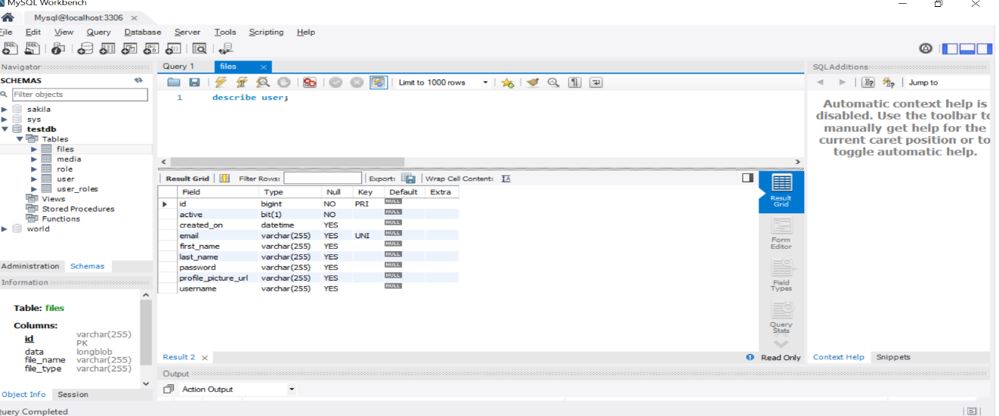 MySQL Workbench
Mysql@localhost:3306 ×
File Edit View Query Database Server Tools Scripting Help
Navigator
SCHEMAS
Filter objects
sakila
sys
testdb
Tables
files
media
role
user
user_roles
Views
Stored Procedures
Functions
world
Administration Schemas
Information
Table: files
Columns:
id varchar(255)
PK
data longblob
file_name varchar(255)
file_type varchar(255)
Object Info Session
Query 1 files ×
Limit to 1000 rows
1 describe user;
Result Grid Filter Rows: Export: Wrap Cell Content: IA
Field Type Null Key Default Extra
id bigint NO PRI NULL
active bit(1) NO NULL
created_on datetime YES NULL
email varchar(255) YES UNI NULL
first_name varchar(255) YES NULL
last_name varchar(255) YES NULL
password varchar(255) YES NULL
profile_picture_url varchar(255) YES NULL
username varchar(255) YES NULL
Result
Grid
Form
Editor
Field
Types
Query
Stats
Result 2 × Read Only
Output
Action Output
SQLAdditions
Jump to
Automatic context help is
disabled. Use the toolbar to
manually get help for the
current caret position or to
toggle automatic help.
Context Help Snippets
Query Completed